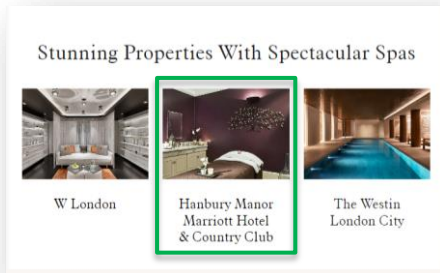 Stunning Properties With Spectacular Spas
W London
Hanbury Manor
Marriott Hotel
& Country Club
The Westin
London City